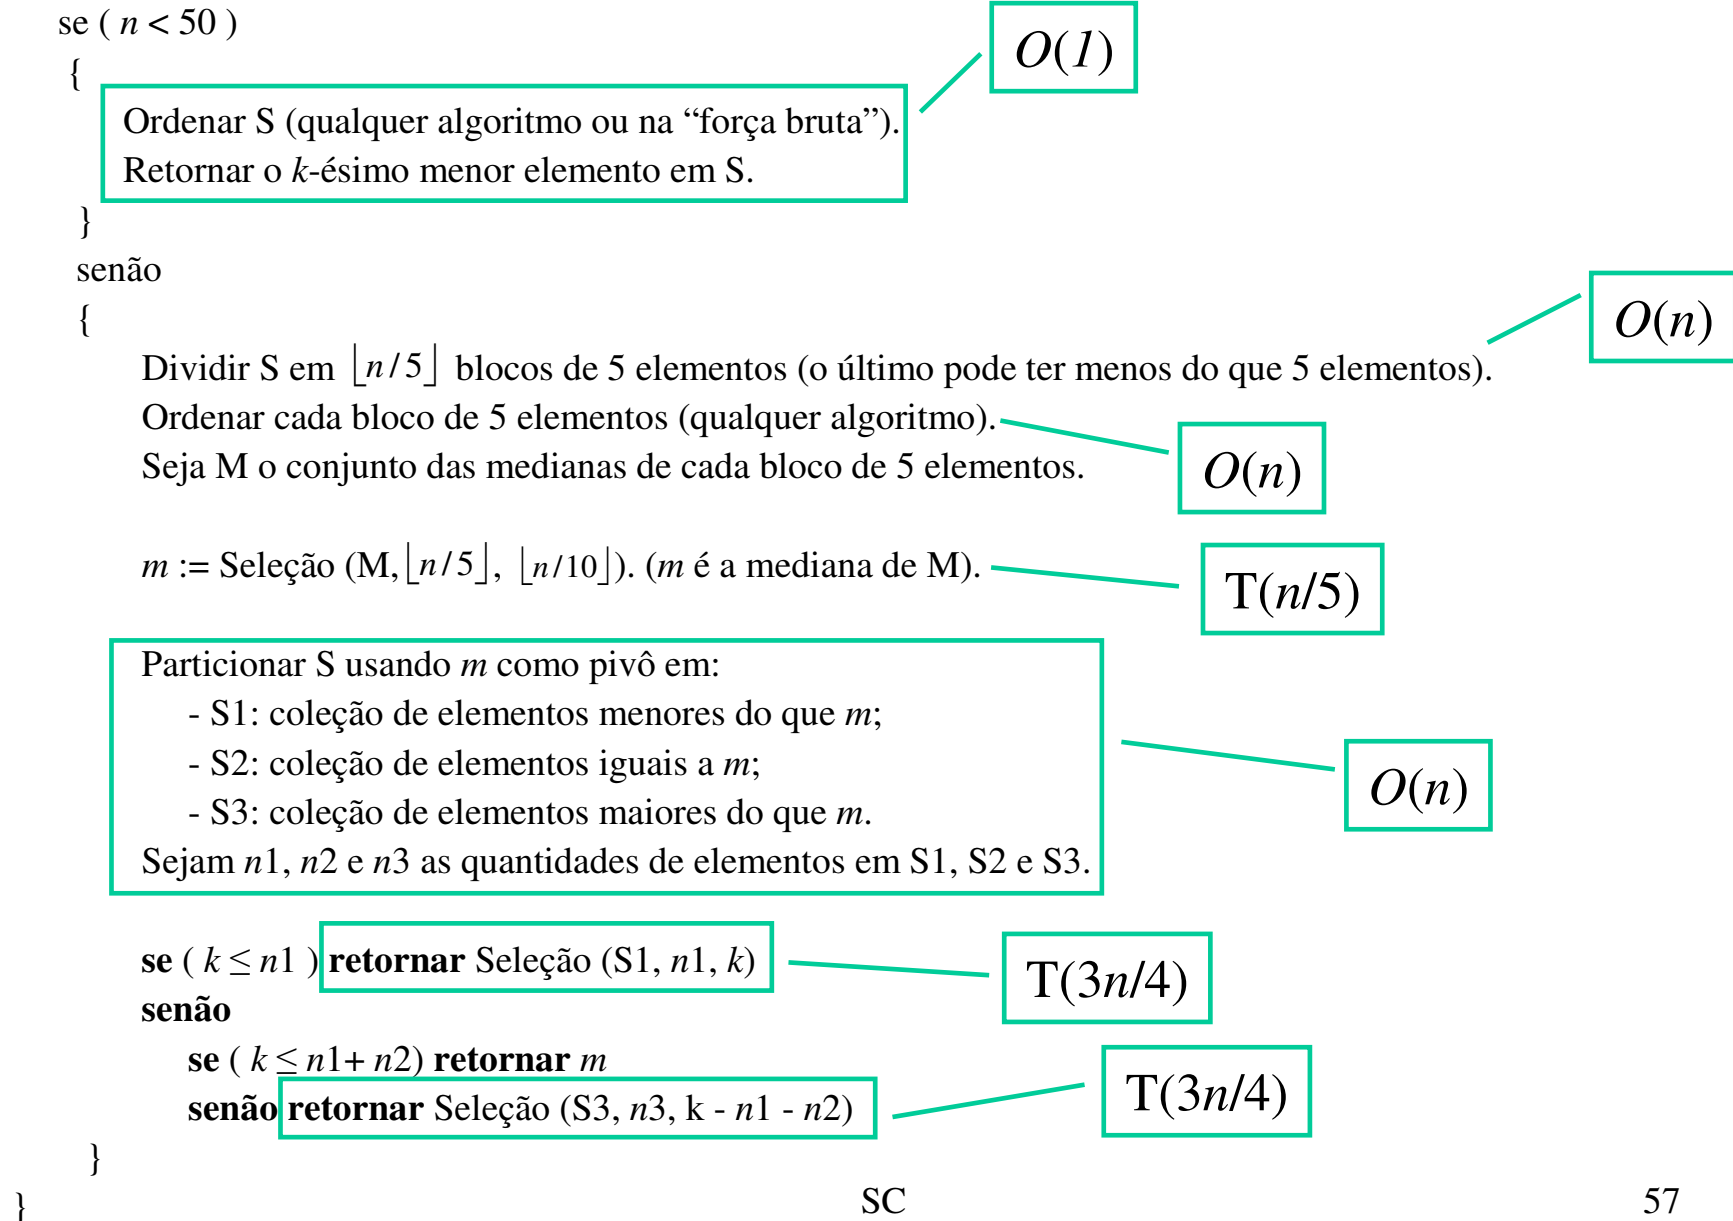 se ( n < 50 )
O(1)
{
Ordenar S (qualquer algoritmo ou na “força bruta”).
Retornar o k-ésimo menor elemento em S.
}
senão
{
O(n)
Dividir S em ⌊n/5⌋ blocos de 5 elementos (o último pode ter menos do que 5 elementos).
Ordenar cada bloco de 5 elementos (qualquer algoritmo).
Seja M o conjunto das medianas de cada bloco de 5 elementos.
O(n)
m := Seleção (M,⌊n/5⌋, ⌊n/10⌋). (m é a mediana de M).
T(n/5)
Particionar S usando m como pivô em:
- S1: coleção de elementos menores do que m;
- S2: coleção de elementos iguais a m;
- S3: coleção de elementos maiores do que m.
Sejam n1, n2 e n3 as quantidades de elementos em S1, S2 e S3.
O(n)
se ( k ≤ n1 ) retornar Seleção (S1, n1, k)
T(3n/4)
senão
se ( k ≤ n1+ n2) retornar m
senão retornar Seleção (S3, n3, k - n1 - n2)
T(3n/4)
}
}
SC
57